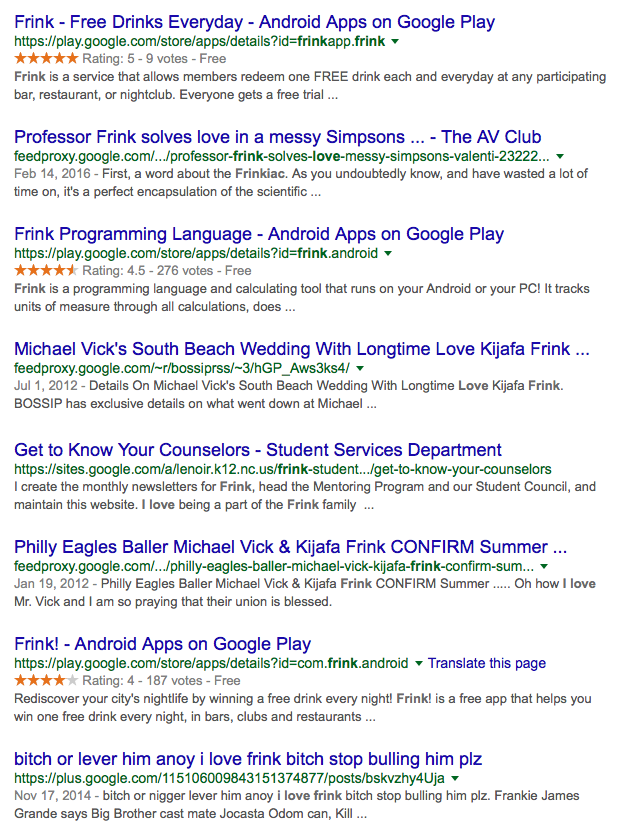 Frink - Free Drinks Everyday - Android Apps on Google Play
https://play.google.com/store/apps/details?id=frinkapp.frink
Rating: 5 - 9 votes - Free
Frink is a service that allows members redeem one FREE drink each and everyday at any participating
bar, restaurant, or nightclub. Everyone gets a free trial ...
Professor Frink solves love in a messy Simpsons ... - The AV Club
feedproxy.google.com/.../professor-frink-solves-love-messy-simpsons-valenti-23222...
Feb 14, 2016 - First, a word about the Frinkiac. As you undoubtedly know, and have wasted a lot of
time on, it's a perfect encapsulation of the scientific ...
Frink Programming Language - Android Apps on Google Play
https://play.google.com/store/apps/details?id=frink.android
Rating: 4.5 - 276 votes - Free
Frink is a programming language and calculating tool that runs on your Android or your PC! It tracks
units of measure through all calculations, does ...
Michael Vick's South Beach Wedding With Longtime Love Kijafa Frink ...
feedproxy.google.com/~r/bossiprss/~3/hGP_Aws3ks4/
Jul 1, 2012 - Details On Michael Vick's South Beach Wedding With Longtime Love Kijafa Frink.
BOSSIP has exclusive details on what went down at Michael ...
Get to Know Your Counselors - Student Services Department
https://sites.google.com/a/lenoir.k12.nc.us/frink-student.../get-to-know-your-counselors
I create the monthly newsletters for Frink, head the Mentoring Program and our Student Council, and
maintain this website. I love being a part of the Frink family ...
Philly Eagles Baller Michael Vick & Kijafa Frink CONFIRM Summer ...
feedproxy.google.com/.../philly-eagles-baller-michael-vick-kijafa-frink-confirm-sum...
Jan 19, 2012 - Philly Eagles Baller Michael Vick & Kijafa Frink CONFIRM Summer ..... Oh how I love
Mr. Vick and I am so praying that their union is blessed.
Frink! - Android Apps on Google Play
https://play.google.com/store/apps/details?id=com.frink.android Translate this page
Rating: 4 - 187 votes - Free
Rediscover your city's nightlife by winning a free drink every night! Frink! is a free app that helps you
win one free drink every night, in bars, clubs and restaurants ...
bitch or lever him anoy i love frink bitch stop bulling him plz
https://plus.google.com/115106009843151374877/posts/bskvzhy4Uja
Nov 17, 2014 - bitch or nigger lever him anoy i love frink bitch stop bulling him plz. Frankie James
Grande says Big Brother cast mate Jocasta Odom can, Kill ...